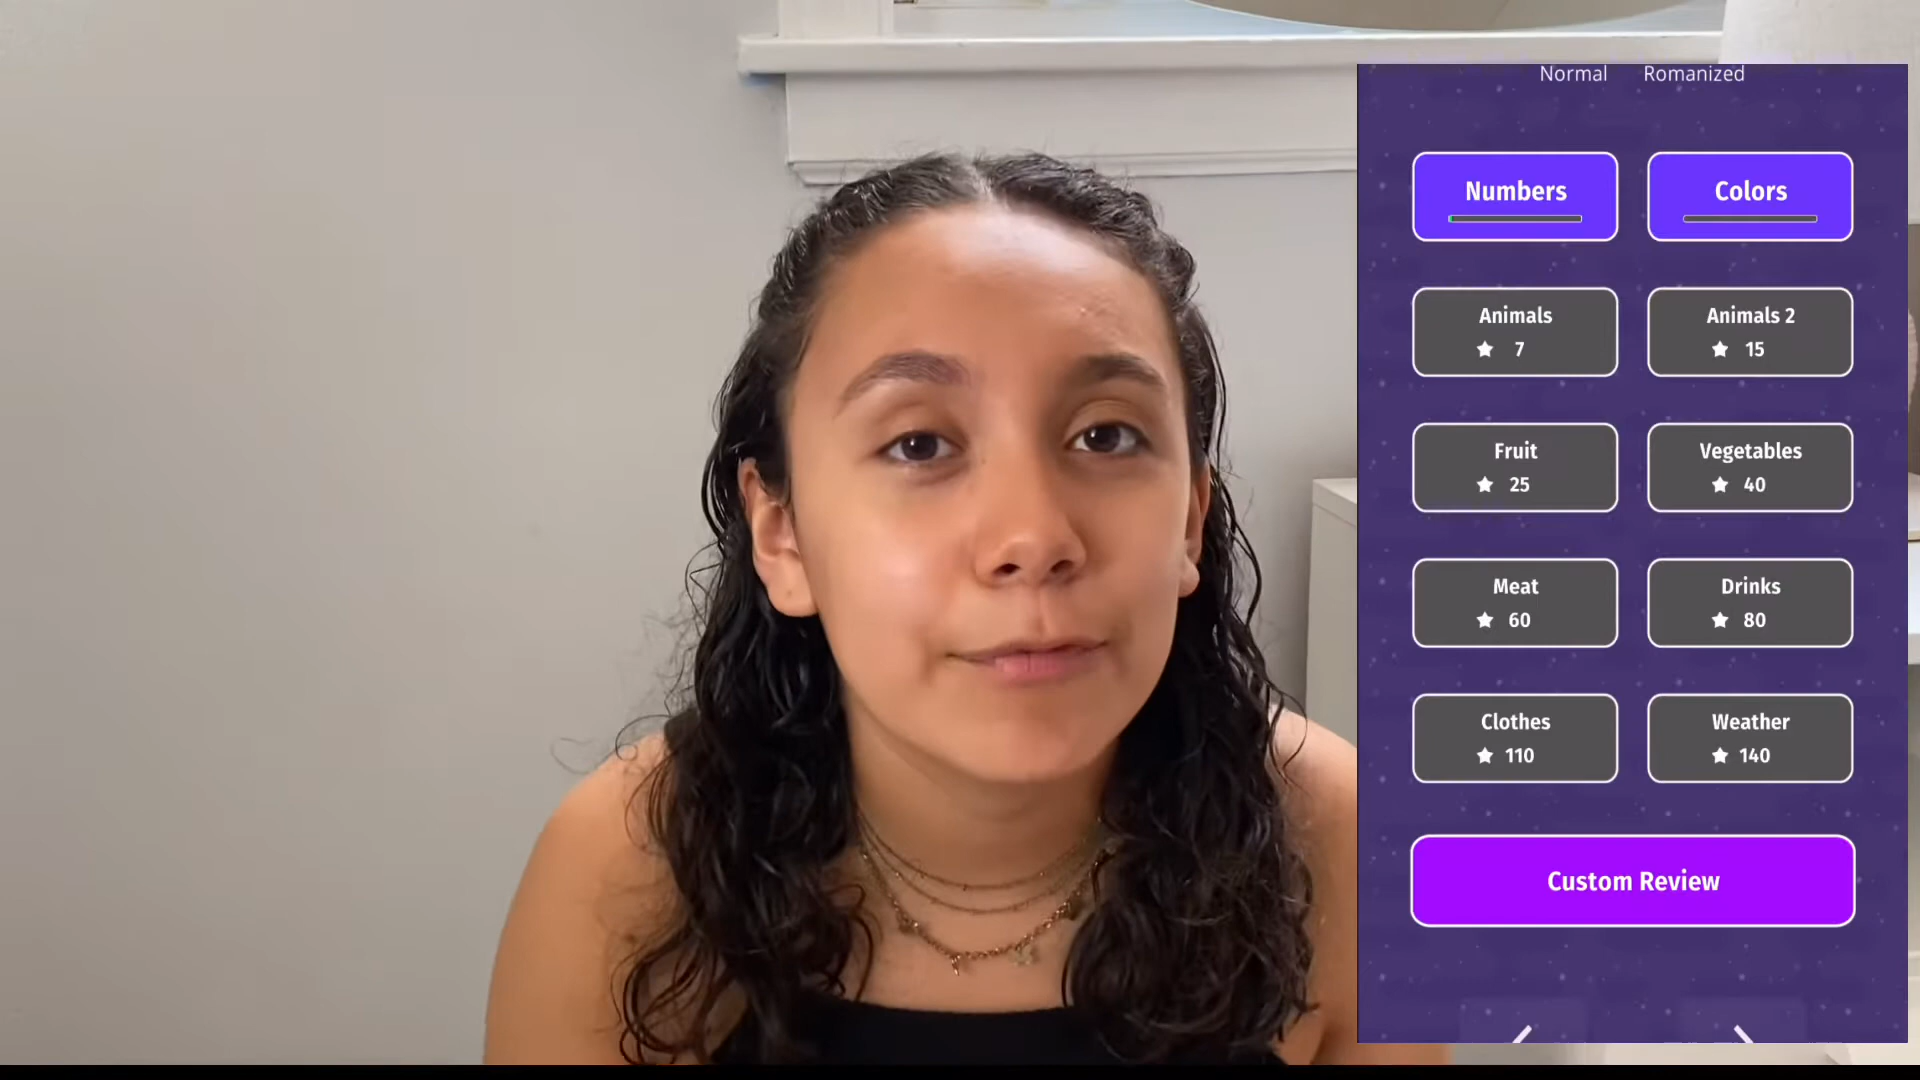 Normal Romanized
Numbers Colors
Animals Animals 2
7 15
Fruit Vegetables
25 40
Meat Drinks
60 80
Clothes Weather
110 140
Custom Review